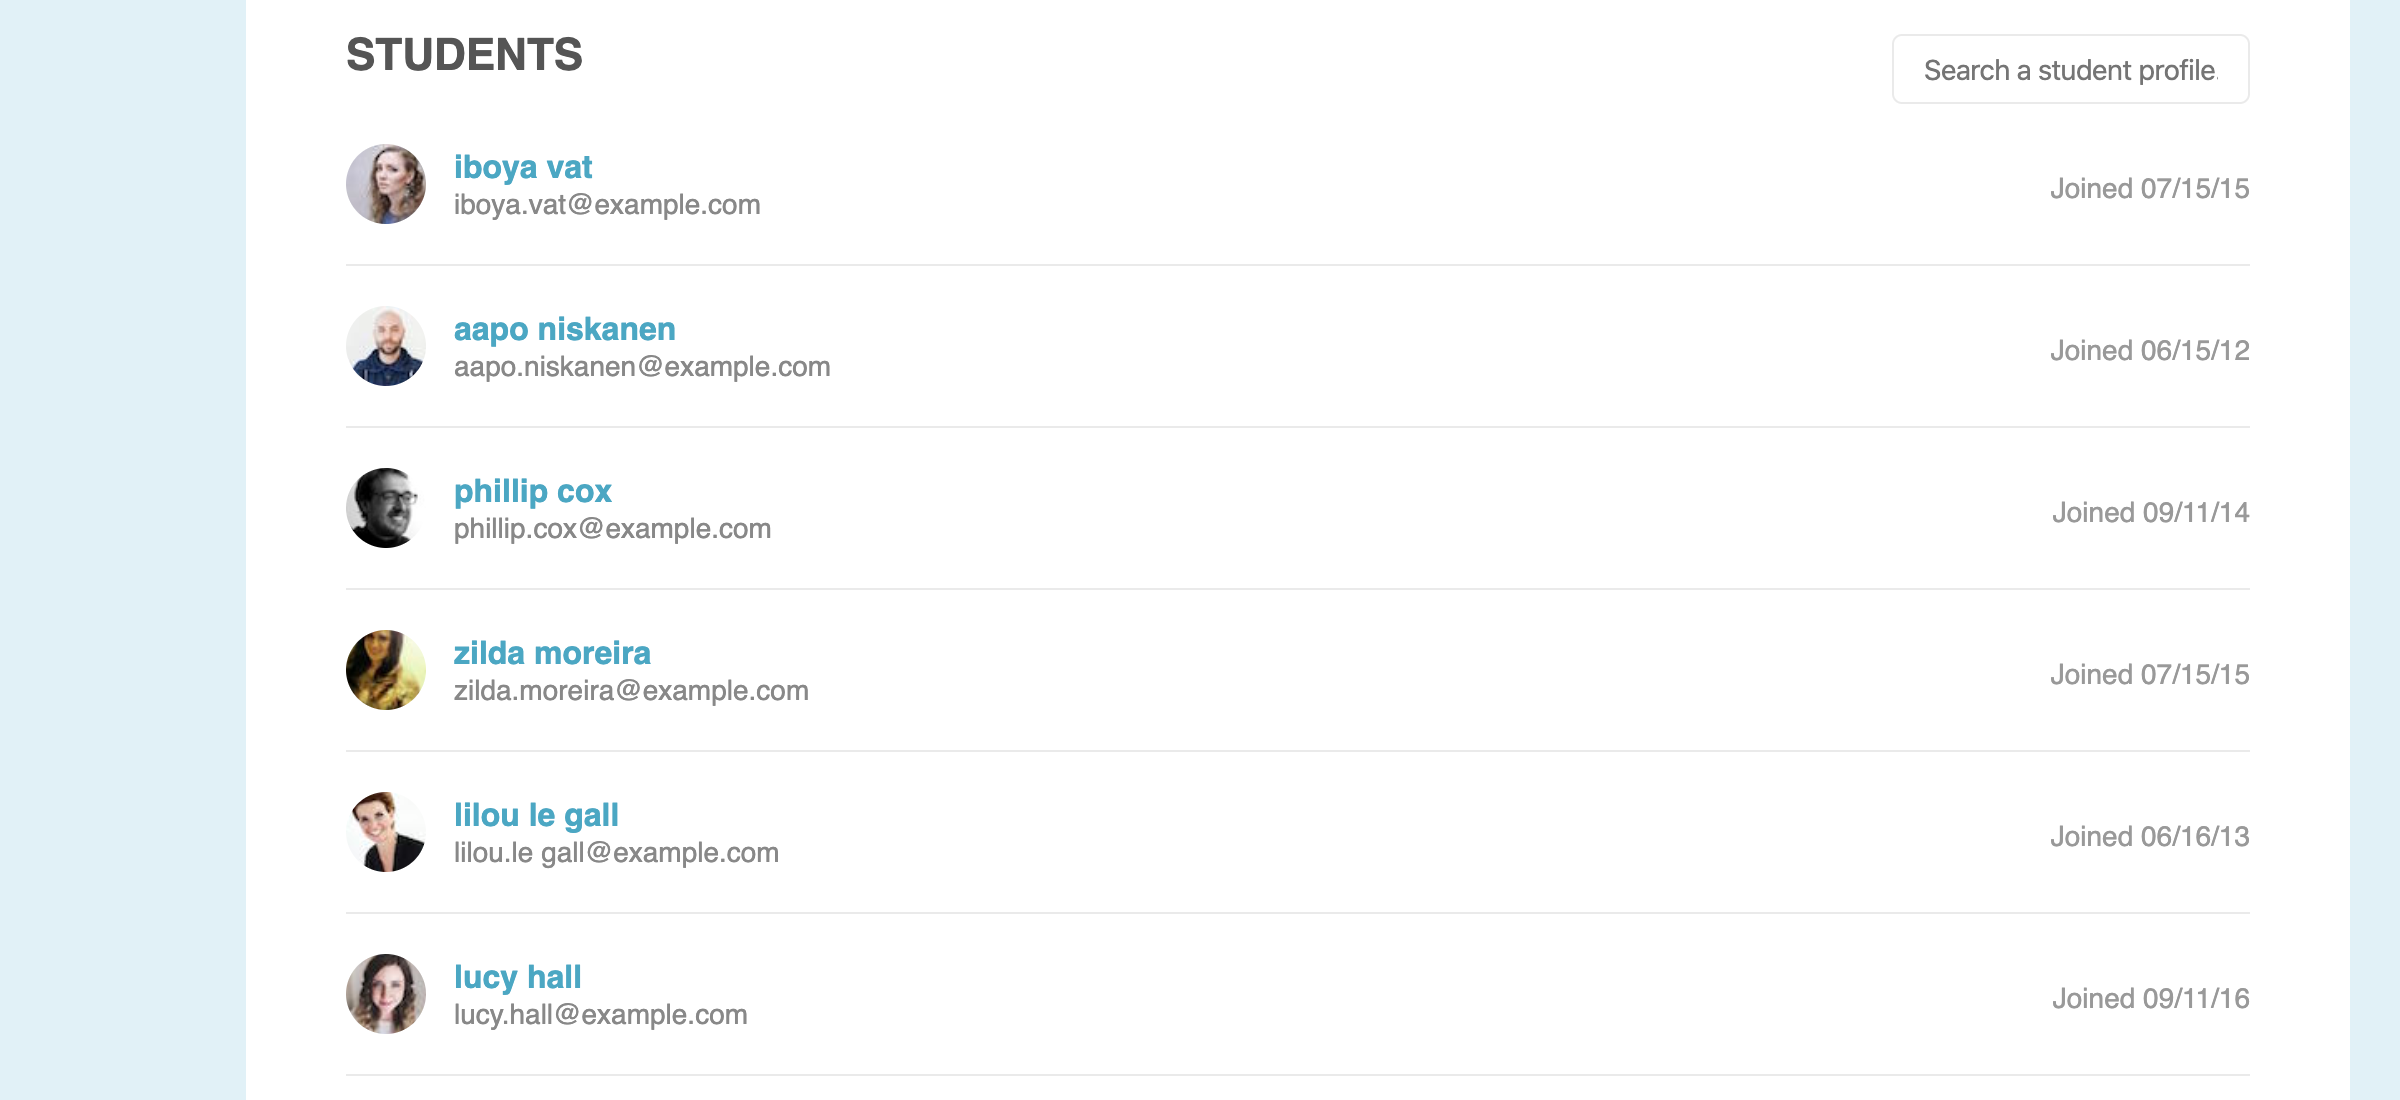 STUDENTS
Search a student profile.
iboya vat
iboya.vat@example.com
Joined 07/15/15
aapo niskanen
aapo.niskanen@example.com
Joined 06/15/12
phillip cox
phillip.cox@example.com
Joined 09/11/14
zilda moreira
zilda.moreira@example.com
Joined 07/15/15
lilou le gall
lilou.le gall@example.com
Joined 06/16/13
lucy hall
lucy.hall@example.com
Joined 09/11/16